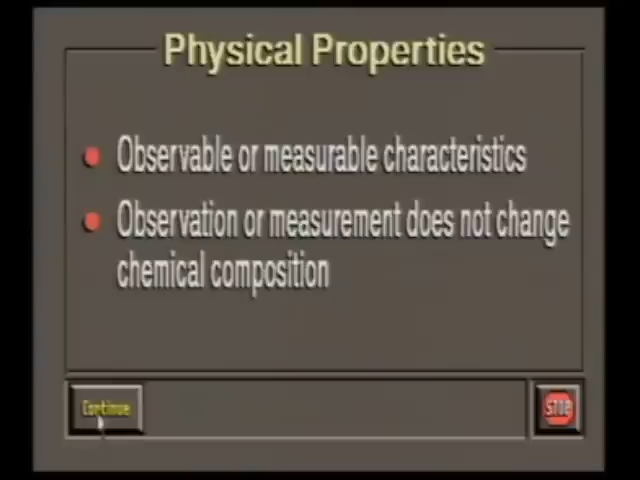 Physical Properties
Observable or measurable characteristics
Observation or measurement does not change
chemical composition
Continue
STOP